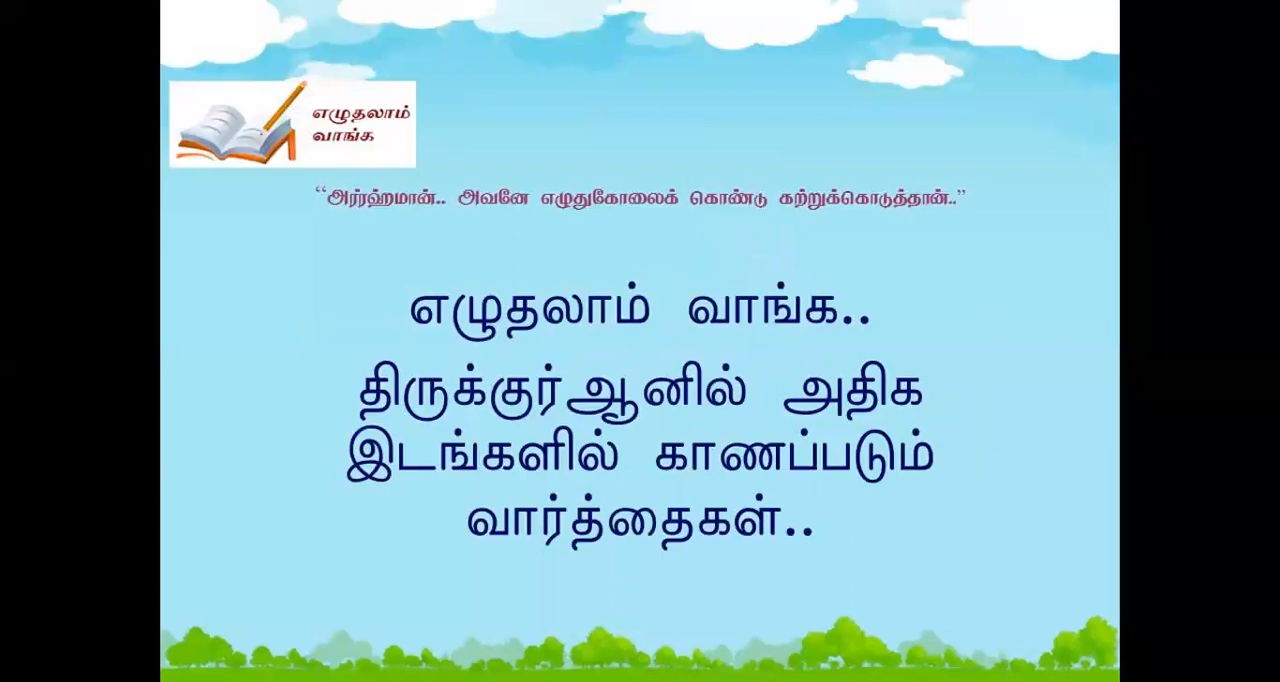 எழுதலாம்
வாங்க
“அர்ரஹ்மான்.. அவனே எழுதுகோலைக் கொண்டு கற்றுக்கொடுத்தான்..”
எழுதலாம் வாங்க..
திருக்குர்ஆனில் அதிக
இடங்களில் காணப்படும்
வார்த்தைகள்..